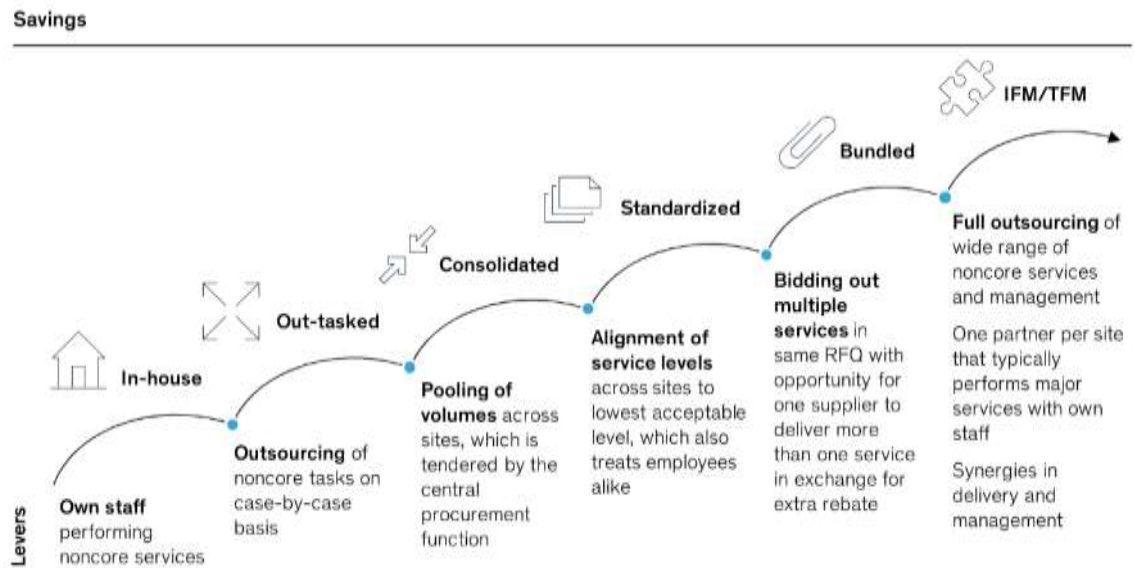 Savings
In-house
Out-tasked
Consolidated
Standardized
Bundled
IFM/TFM
Levers
Own staff
performing
noncore services
Outsourcing of
noncore tasks on
case-by-case
basis
Pooling of
volumes across
sites, which is
tendered by the
central
procurement
function
Alignment of
service levels
across sites to
lowest acceptable
level, which also
treats employees
alike
Bidding out
multiple
services in
same RFQ with
opportunity for
one supplier to
deliver more
than one service
in exchange for
extra rebate
Full outsourcing of
wide range of
noncore services
and management
One partner per site
that typically
performs major
services with own
staff
Synergies in
delivery and
management